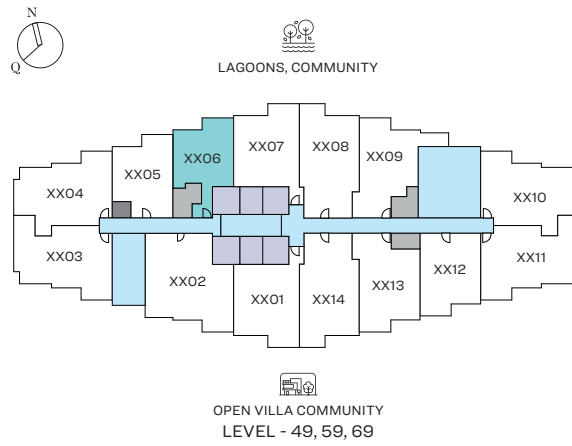 N
Q
LAGOONS, COMMUNITY
XX07
XX08
XX06
XX09
XX05
XX04
XX10
XX03
XX11
XX02
XX12
XX13
XX01
XX14
OPEN VILLA COMMUNITY
LEVEL - 49, 59, 69